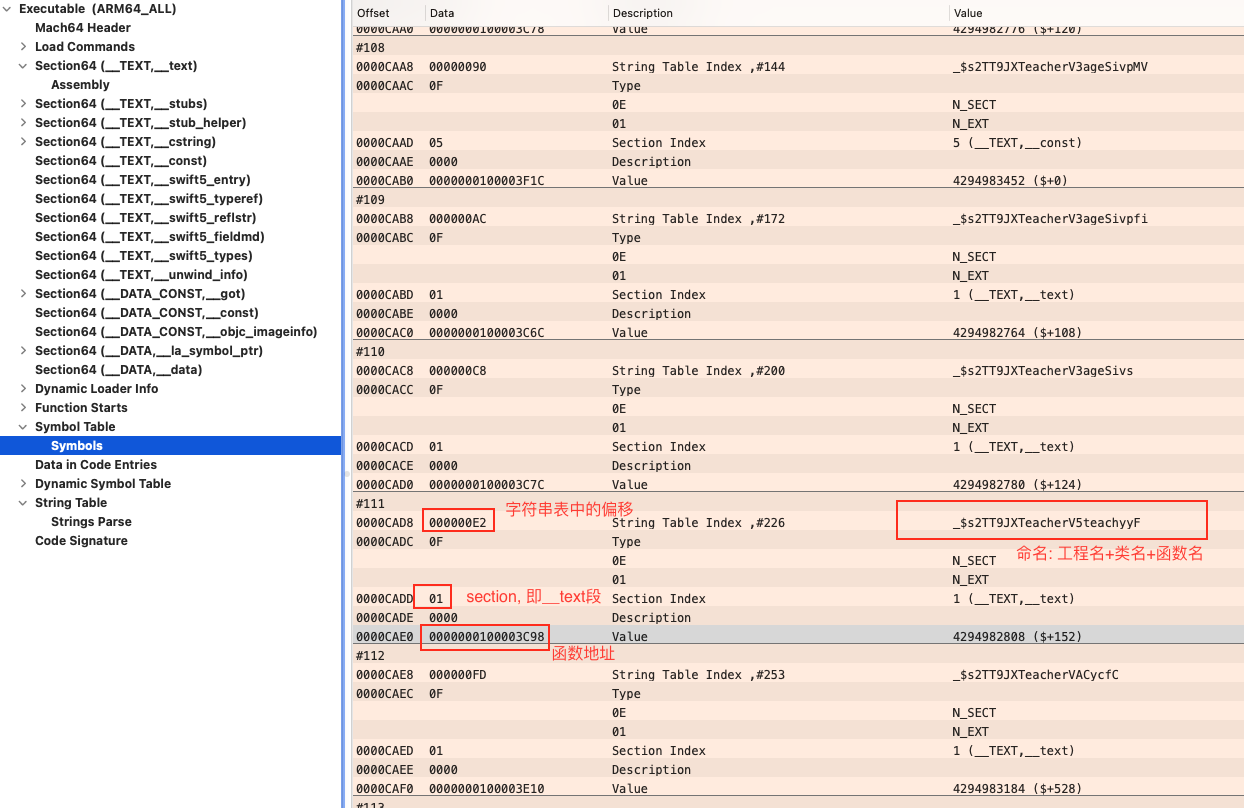 Executable (ARM64_ALL)
Mach64 Header
Load Commands
Section64 (__TEXT,__text)
Assembly
Section64 (__TEXT,__stubs)
Section64 (__TEXT,__stub_helper)
Section64 (__TEXT,__cstring)
Section64 (__TEXT,__const)
Section64 (__TEXT,__swift5_entry)
Section64 (__TEXT,__swift5_typeref)
Section64 (__TEXT,__swift5_reflstr)
Section64 (__TEXT,__swift5_fieldmd)
Section64 (__TEXT,__swift5_types)
Section64 (__TEXT,__unwind_info)
Section64 (__DATA_CONST,__got)
Section64 (__DATA_CONST,__const)
Section64 (__DATA_CONST,__objc_imageinfo)
Section64 (__DATA,__la_symbol_ptr)
Section64 (__DATA,__data)
Dynamic Loader Info
Function Starts
Symbol Table
Symbols
Data in Code Entries
Dynamic Symbol Table
String Table
Strings Parse
Code Signature
Offset Data Description Value
0000CAA0 0000000100003C78 Value 4294982776 ($+120)
#108
0000CAA8 00000090 String Table Index ,#144 _$s2TT9JXTeacherV3ageSivpMV
0000CAAC 0F Type
0E N_SECT
01 N_EXT
0000CAAD 05 Section Index 5 (__TEXT,__const)
0000CAAE 0000 Description
0000CAB0 0000000100003F1C Value 4294983452 ($+0)
#109
0000CAB8 000000AC String Table Index ,#172 _$s2TT9JXTeacherV3ageSivpfi
0000CABC 0F Type
0E N_SECT
01 N_EXT
0000CABD 01 Section Index 1 (__TEXT,__text)
0000CABE 0000 Description
0000CAC0 0000000100003C6C Value 4294982764 ($+108)
#110
0000CAC8 000000C8 String Table Index ,#200 _$s2TT9JXTeacherV3ageSivs
0000CACC 0F Type
0E N_SECT
01 N_EXT
0000CACD 01 Section Index 1 (__TEXT,__text)
0000CACE 0000 Description
0000CAD0 0000000100003C7C Value 4294982780 ($+124)
#111
字符串表中的偏移
0000CAD8 000000E2 String Table Index ,#226 _$s2TT9JXTeacherV5teachyyF
0000CADC 0F Type
命名: 工程名+类名+函数名
0E N_SECT
01 N_EXT
0000CADD 01 section, 即__text段 Section Index 1 (__TEXT,__text)
0000CADE 0000 Description
0000CAE0 0000000100003C98 Value 4294982808 ($+152)
函数地址
#112
0000CAE8 000000FD String Table Index ,#253 _$s2TT9JXTeacherVACycfC
0000CAEC 0F Type
0E N_SECT
01 N_EXT
0000CAED 01 Section Index 1 (__TEXT,__text)
0000CAEE 0000 Description
0000CAF0 0000000100003E10 Value 4294983184 ($+528)
#113